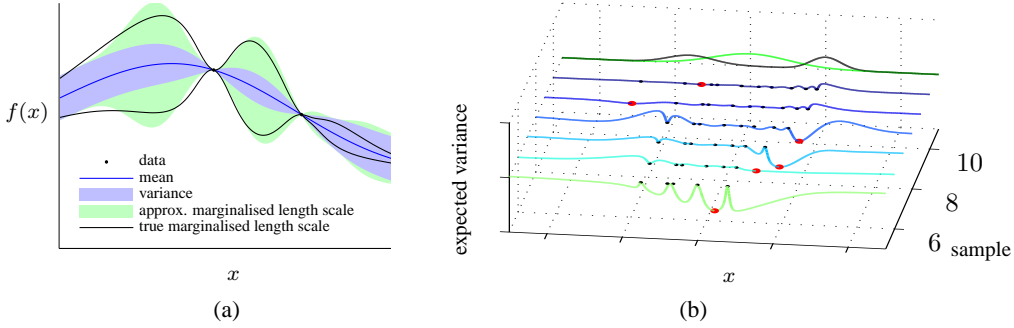 f(x)
data
mean
variance
approx. marginalised length scale
true marginalised length scale
x
(a)
expected variance
10
8
6
sample
x
(b)